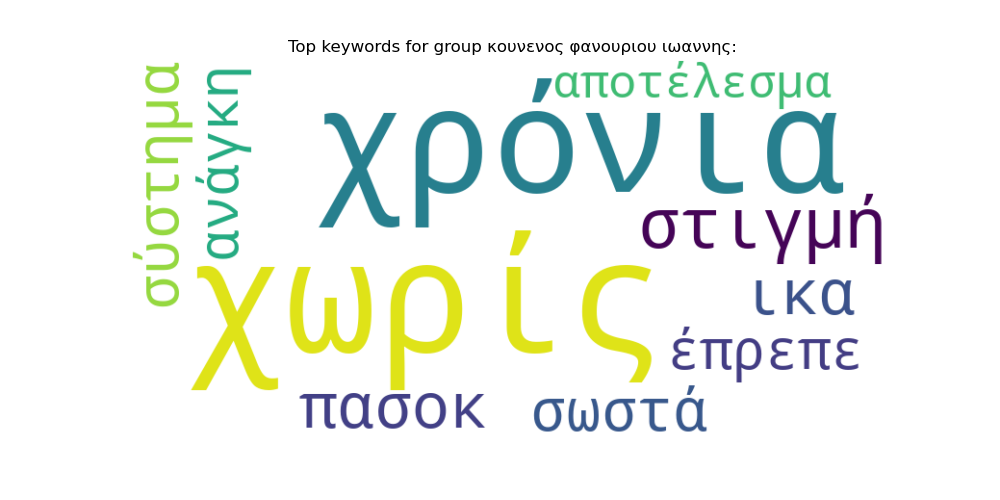 Top keywords for group κουνενος φανουριου ιωαννης:
σύστημα
ανάγκη
αποτέλεσμα
χρόνια
στιγμή
χωρίς
ικα
έπρεπε
πασοκ
σωστά